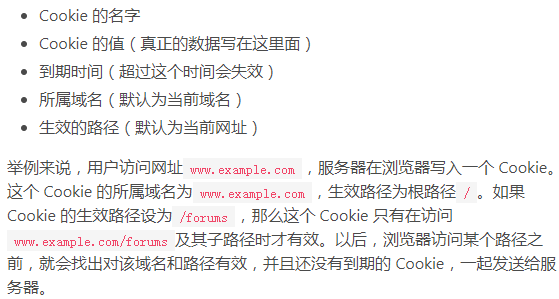 Cookie 的名字
Cookie 的值（真正的数据写在这里面）
到期时间（超过这个时间会失效）
所属域名（默认为当前域名）
生效的路径（默认为当前网址）
举例来说，用户访问网址 www.example.com ，服务器在浏览器写入一个 Cookie。
这个 Cookie 的所属域名为 www.example.com ，生效路径为根路径 / 。如果
Cookie 的生效路径设为 /forums ，那么这个 Cookie 只有在访问
www.example.com/forums 及其子路径时才有效。以后，浏览器访问某个路径之
前，就会找出对该域名和路径有效，并且还没有到期的 Cookie，一起发送给服
务器。